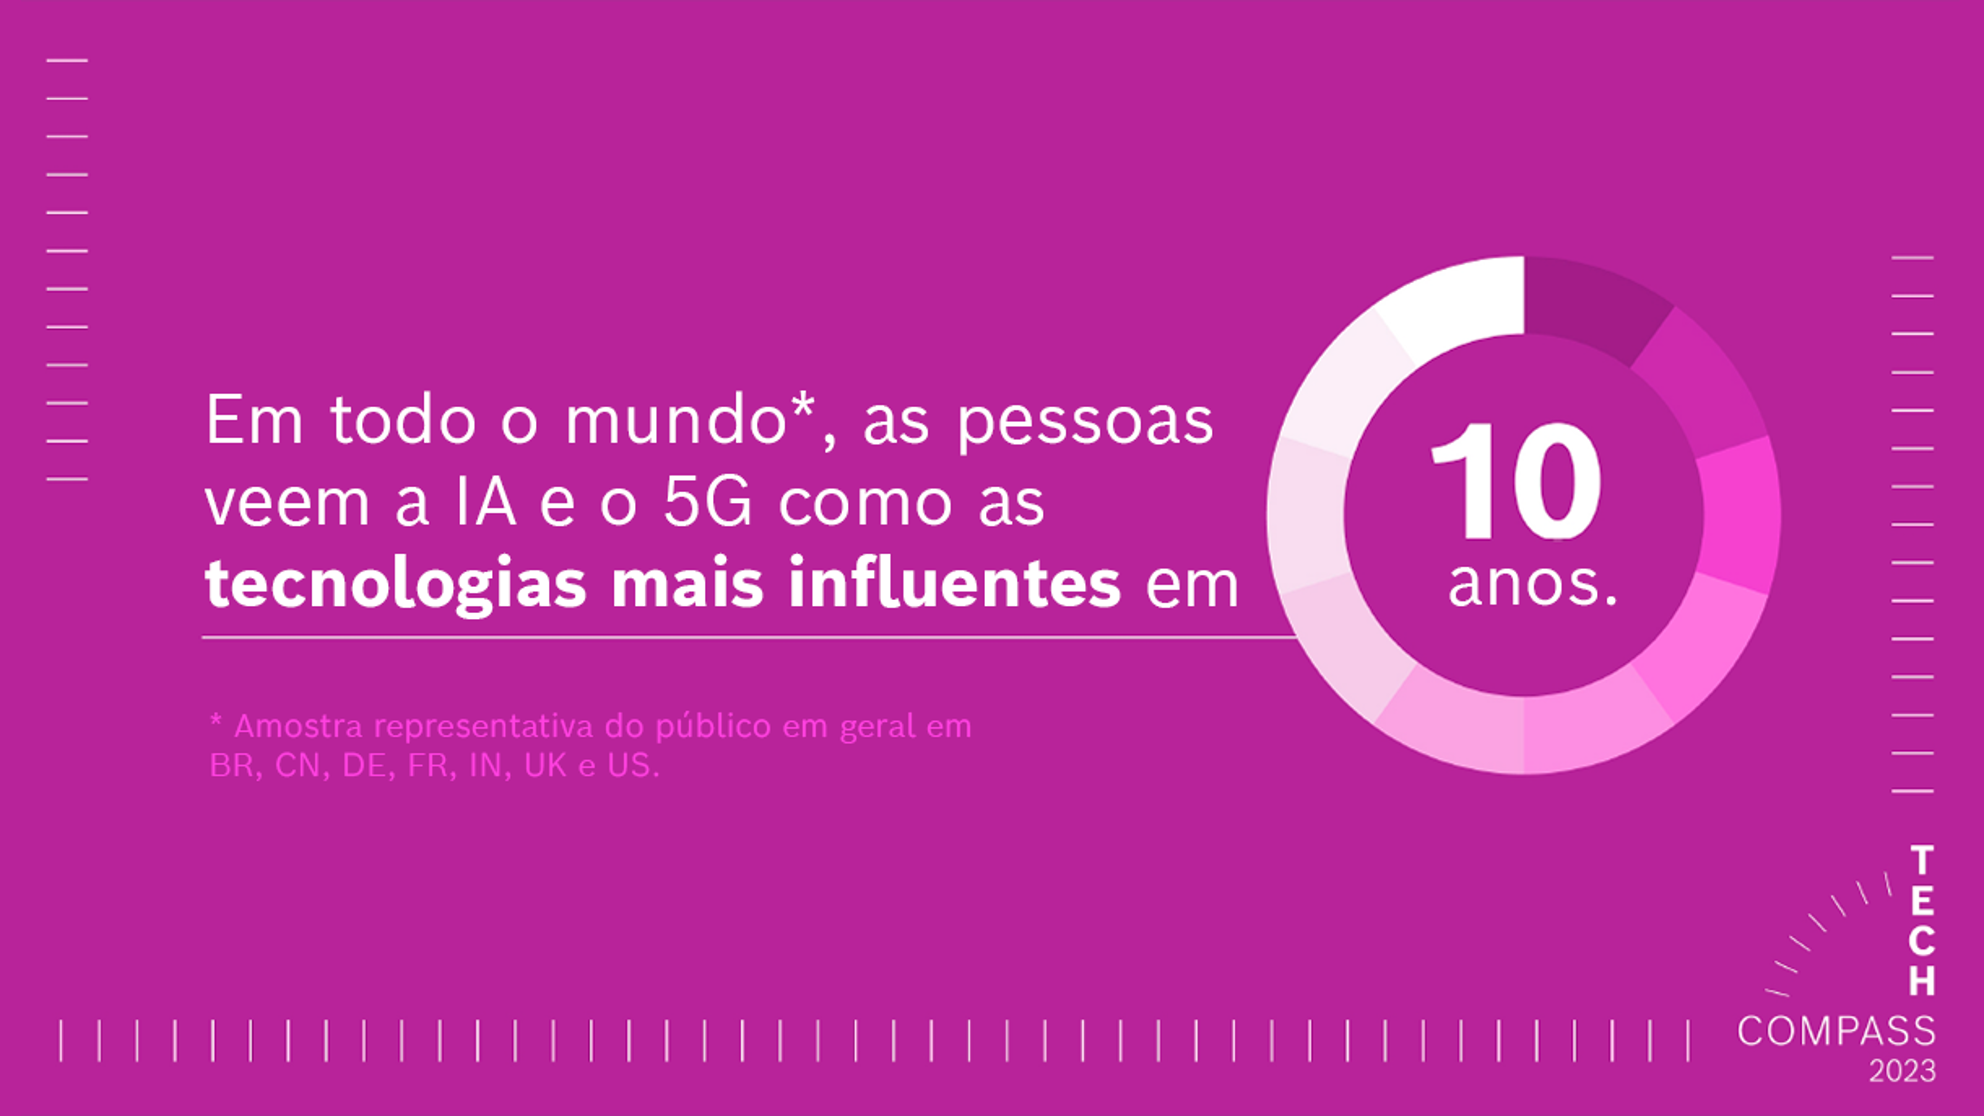 Em todo o mundo*, as pessoas
veem a IA e o 5G como as
tecnologias mais influentes em
10
anos.
* Amostra representativa do público em geral em
BR, CN, DE, FR, IN, UK e US.
TECH
COMPASS
2023